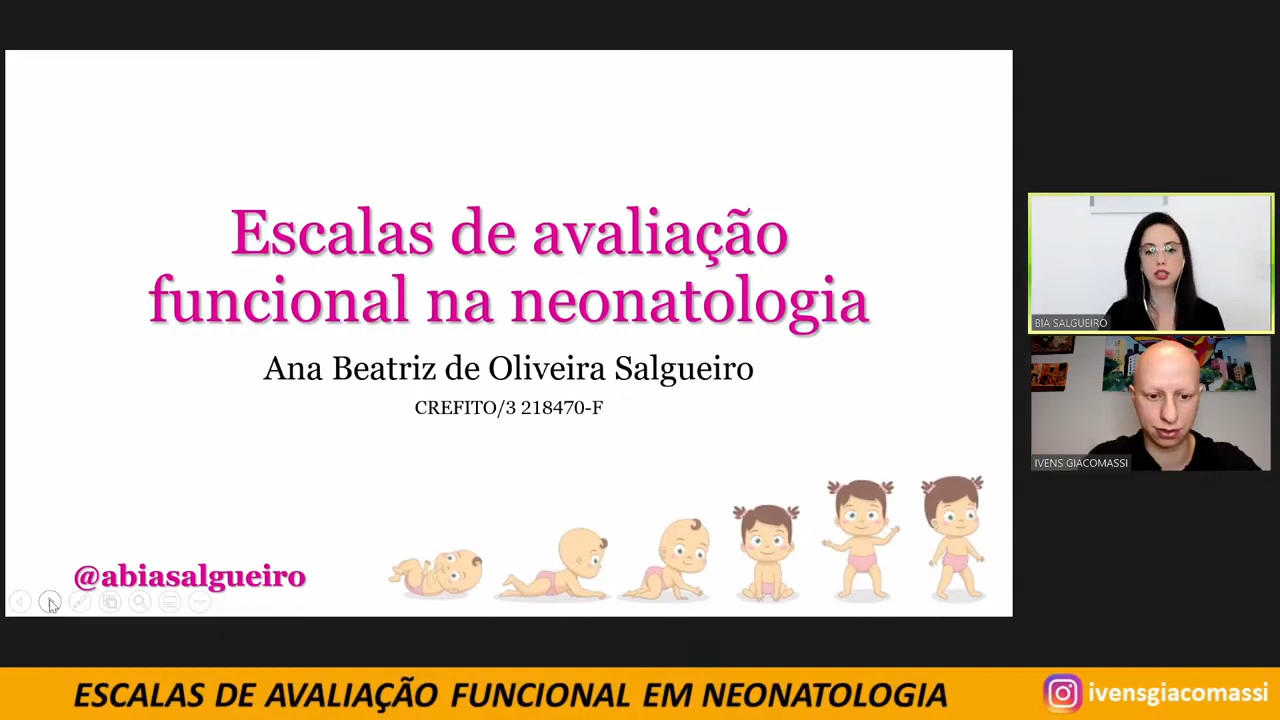 Escalas de avaliação
funcional na neonatologia
Ana Beatriz de Oliveira Salgueiro
CREFITO/3 218470-F
@abiasalgueiro
BIA SALGUEIRO
IVENS GIACOMASSI
ESCALAS DE AVALIAÇÃO FUNCIONAL EM NEONATOLOGIA
ivensgiacomassi